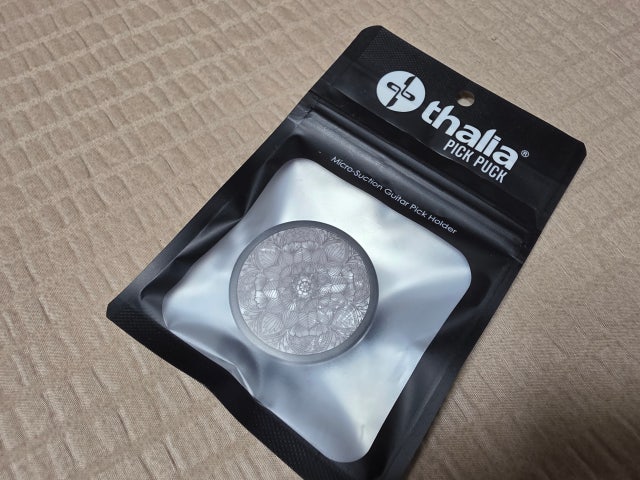 thalia®
PICK PUCK
Micro-Suction Guitar Pick Holder